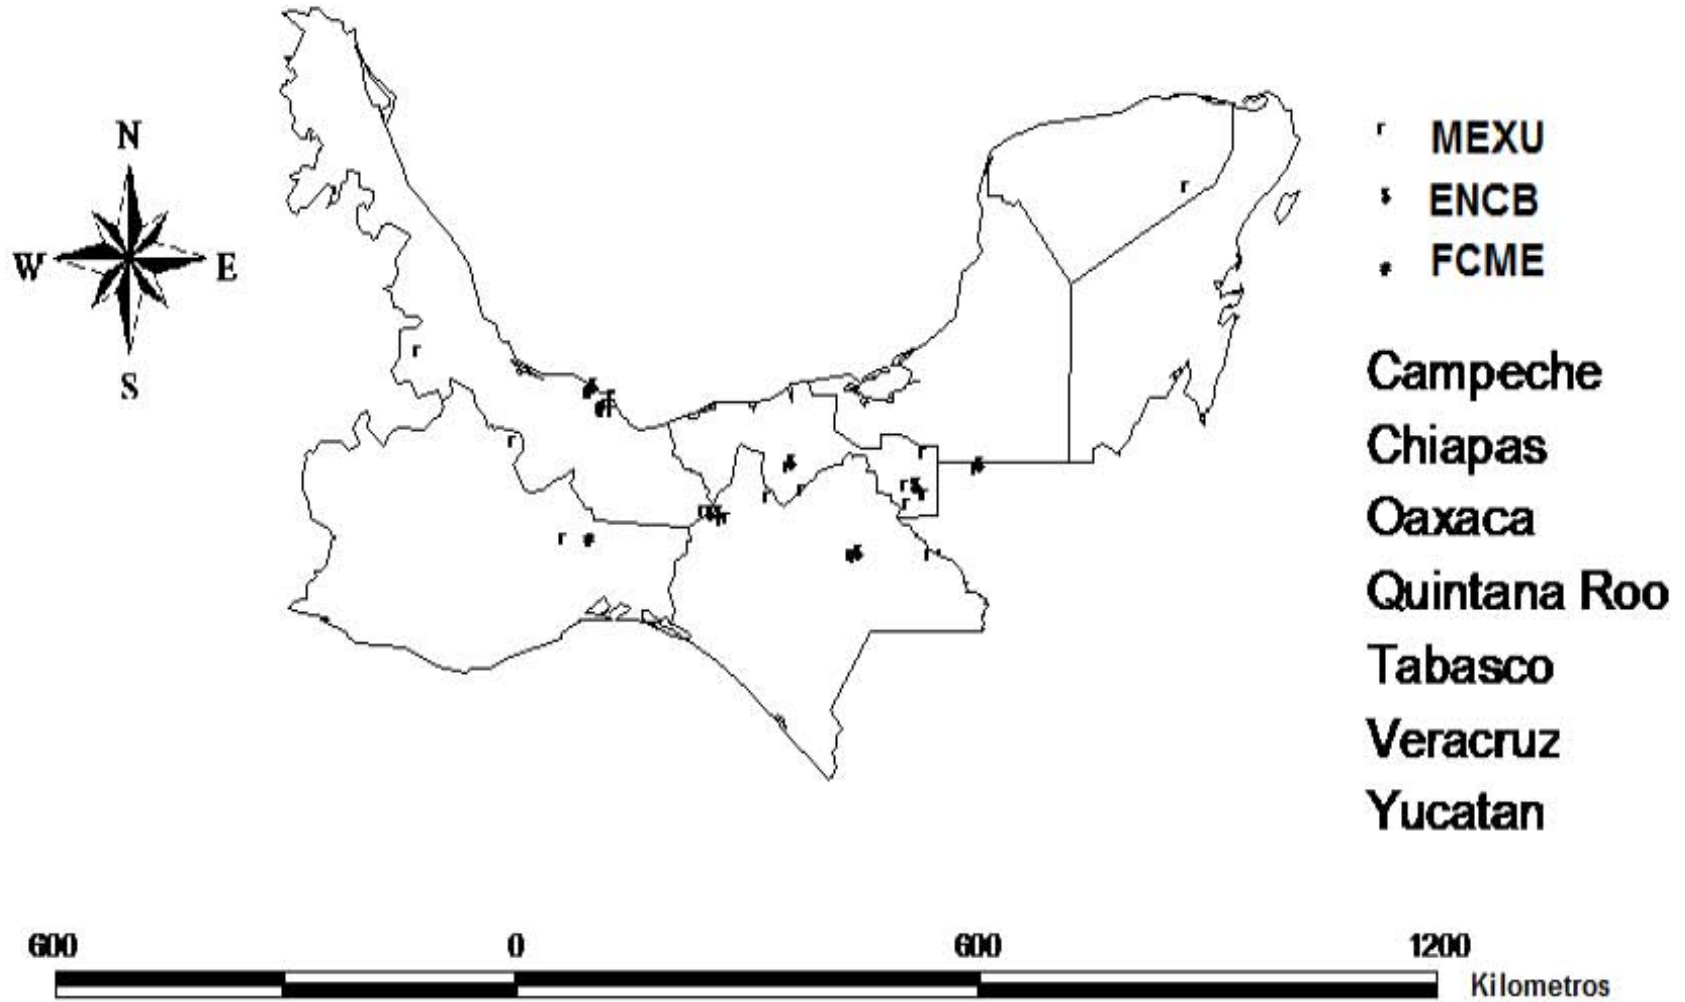 N
W E
S
r MEXU
$ ENCB
# FCME
Campeche
Chiapas
Oaxaca
Quintana Roo
Tabasco
Veracruz
Yucatan
600 0 600 1200
Kilometros